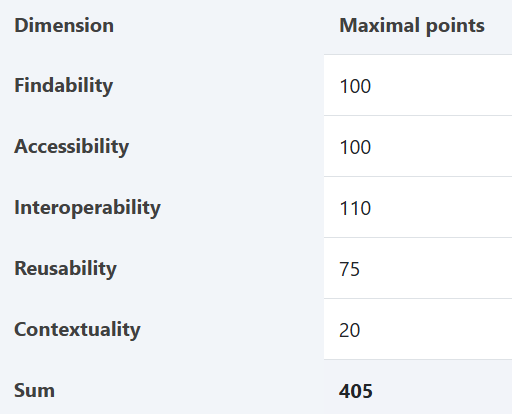 Dimension Maximal points
Findability 100
Accessibility 100
Interoperability 110
Reusability 75
Contextuality 20
Sum 405